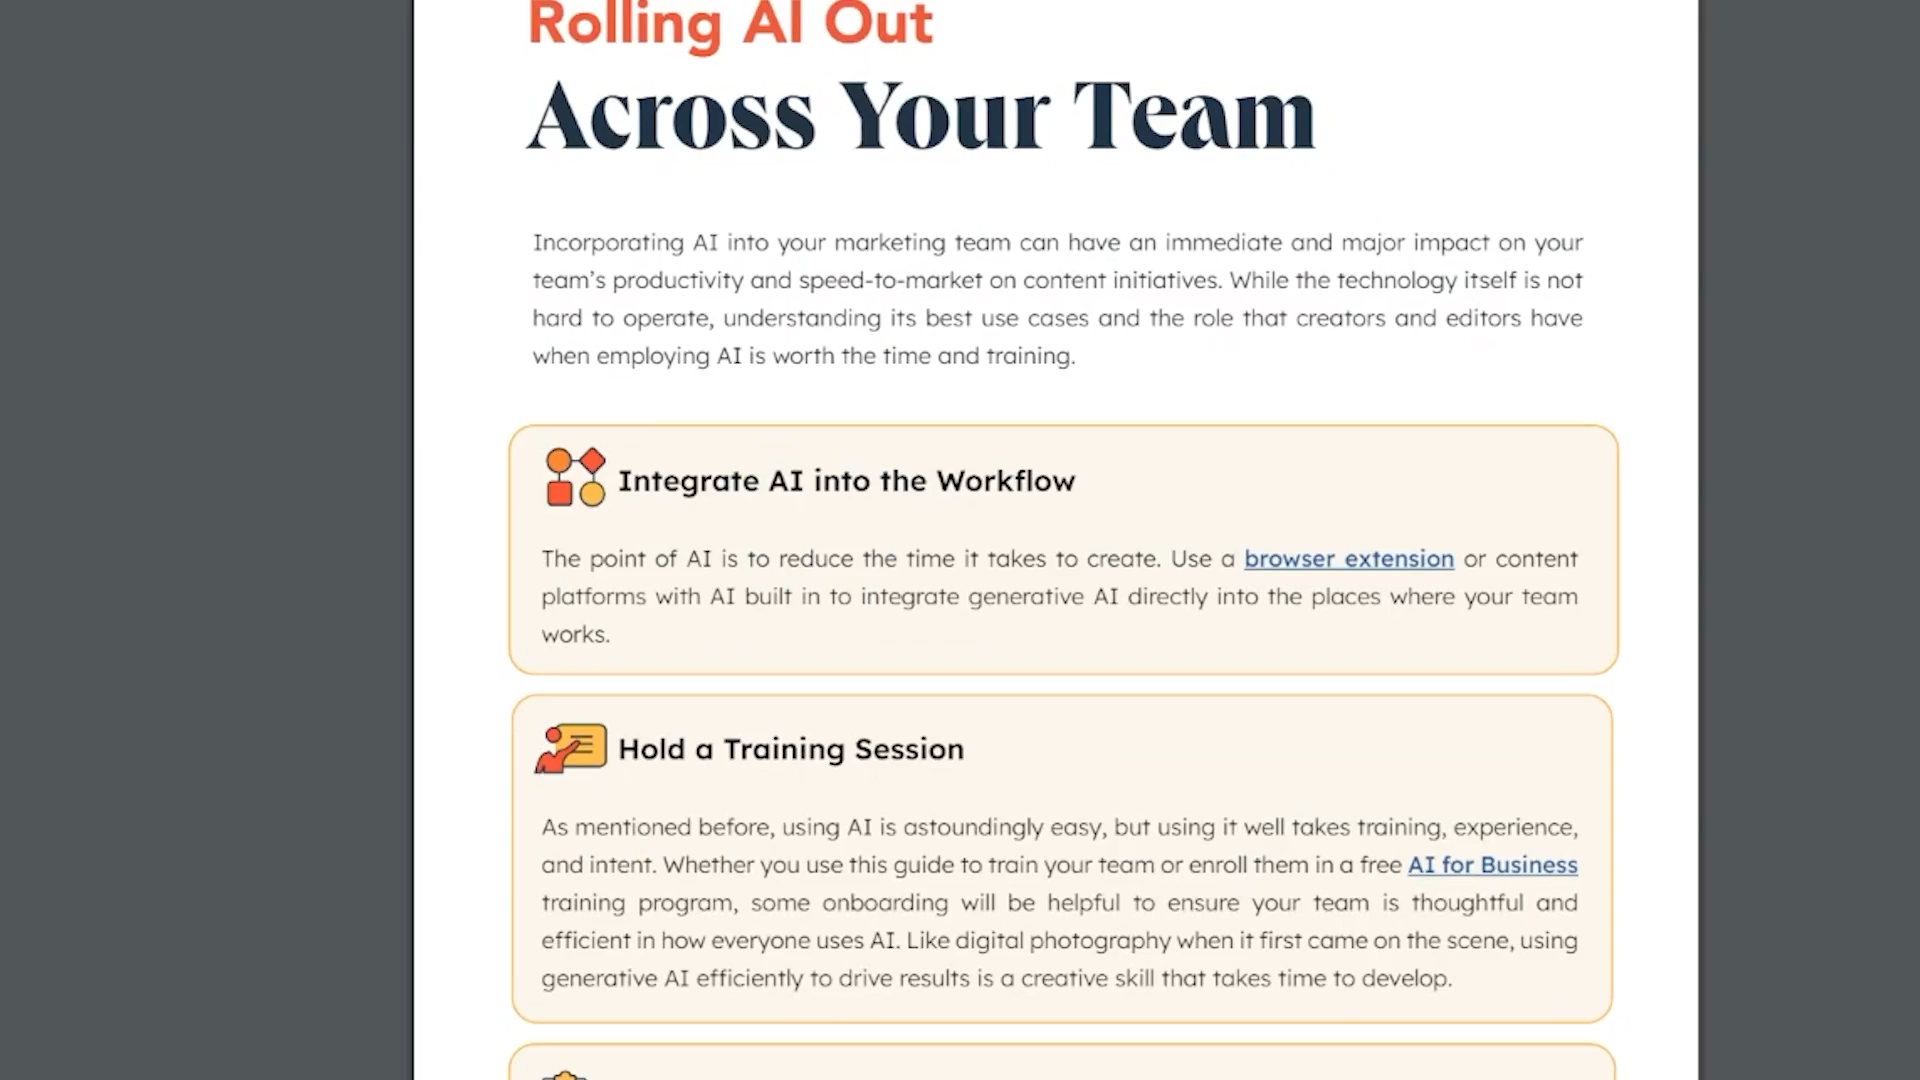 Rolling AI Out
Across Your Team
Incorporating AI into your marketing team can have an immediate and major impact on your
team’s productivity and speed-to-market on content initiatives. While the technology itself is not
hard to operate, understanding its best use cases and the role that creators and editors have
when employing AI is worth the time and training.
Integrate AI into the Workflow
The point of AI is to reduce the time it takes to create. Use a browser extension or content
platforms with AI built in to integrate generative AI directly into the places where your team
works.
Hold a Training Session
As mentioned before, using AI is astoundingly easy, but using it well takes training, experience,
and intent. Whether you use this guide to train your team or enroll them in a free AI for Business
training program, some onboarding will be helpful to ensure your team is thoughtful and
efficient in how everyone uses AI. Like digital photography when it first came on the scene, using
generative AI efficiently to drive results is a creative skill that takes time to develop.